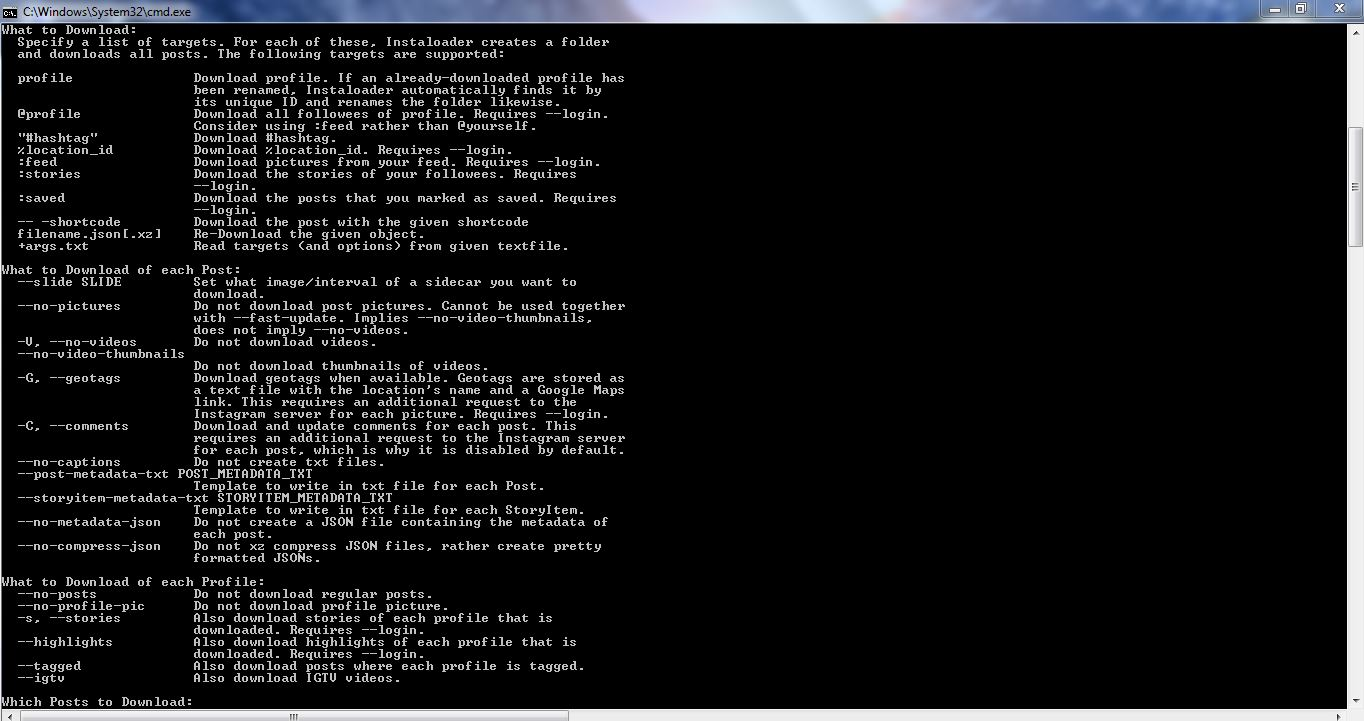 C:\Windows\System32\cmd.exe
What to Download:
  Specify a list of targets. For each of these, Instaloader creates a folder
  and downloads all posts. The following targets are supported:

  profile               Download profile. If an already-downloaded profile has
                        been renamed, Instaloader automatically finds it by
                        its unique ID and renames the folder likewise.
  @profile              Download all followees of profile. Requires --login.
                        Consider using :feed rather than @yourself.
  "#hashtag"            Download #hashtag.
  %location_id          Download %location_id. Requires --login.
  :feed                 Download pictures from your feed. Requires --login.
  :stories              Download the stories of your followees. Requires
                        --login.
  :saved                Download the posts that you marked as saved. Requires
                        --login.
  -- -shortcode         Download the post with the given shortcode
  filename.json[.xz]    Re-Download the given object.
  +args.txt             Read targets (and options) from given textfile.

What to Download of each Post:
  --slide SLIDE         Set what image/interval of a sidecar you want to
                        download.
  --no-pictures         Do not download post pictures. Cannot be used together
                        with --fast-update. Implies --no-video-thumbnails,
                        does not imply --no-videos.
  -V, --no-videos       Do not download videos.
  --no-video-thumbnails
                        Do not download thumbnails of videos.
  -G, --geotags         Download geotags when available. Geotags are stored as
                        a text file with the location's name and a Google Maps
                        link. This requires an additional request to the
                        Instagram server for each picture. Requires --login.
  -C, --comments        Download and update comments for each post. This
                        requires an additional request to the Instagram server
                        for each post, which is why it is disabled by default.
  --no-captions         Do not create txt files.
  --post-metadata-txt POST_METADATA_TXT
                        Template to write in txt file for each Post.
  --storyitem-metadata-txt STORYITEM_METADATA_TXT
                        Template to write in txt file for each StoryItem.
  --no-metadata-json    Do not create a JSON file containing the metadata of
                        each post.
  --no-compress-json    Do not xz compress JSON files, rather create pretty
                        formatted JSONs.

What to Download of each Profile:
  --no-posts            Do not download regular posts.
  --no-profile-pic      Do not download profile picture.
  -s, --stories         Also download stories of each profile that is
                        downloaded. Requires --login.
  --highlights          Also download highlights of each profile that is
                        downloaded. Requires --login.
  --tagged              Also download posts where each profile is tagged.
  --igtv                Also download IGTV videos.

Which Posts to Download: